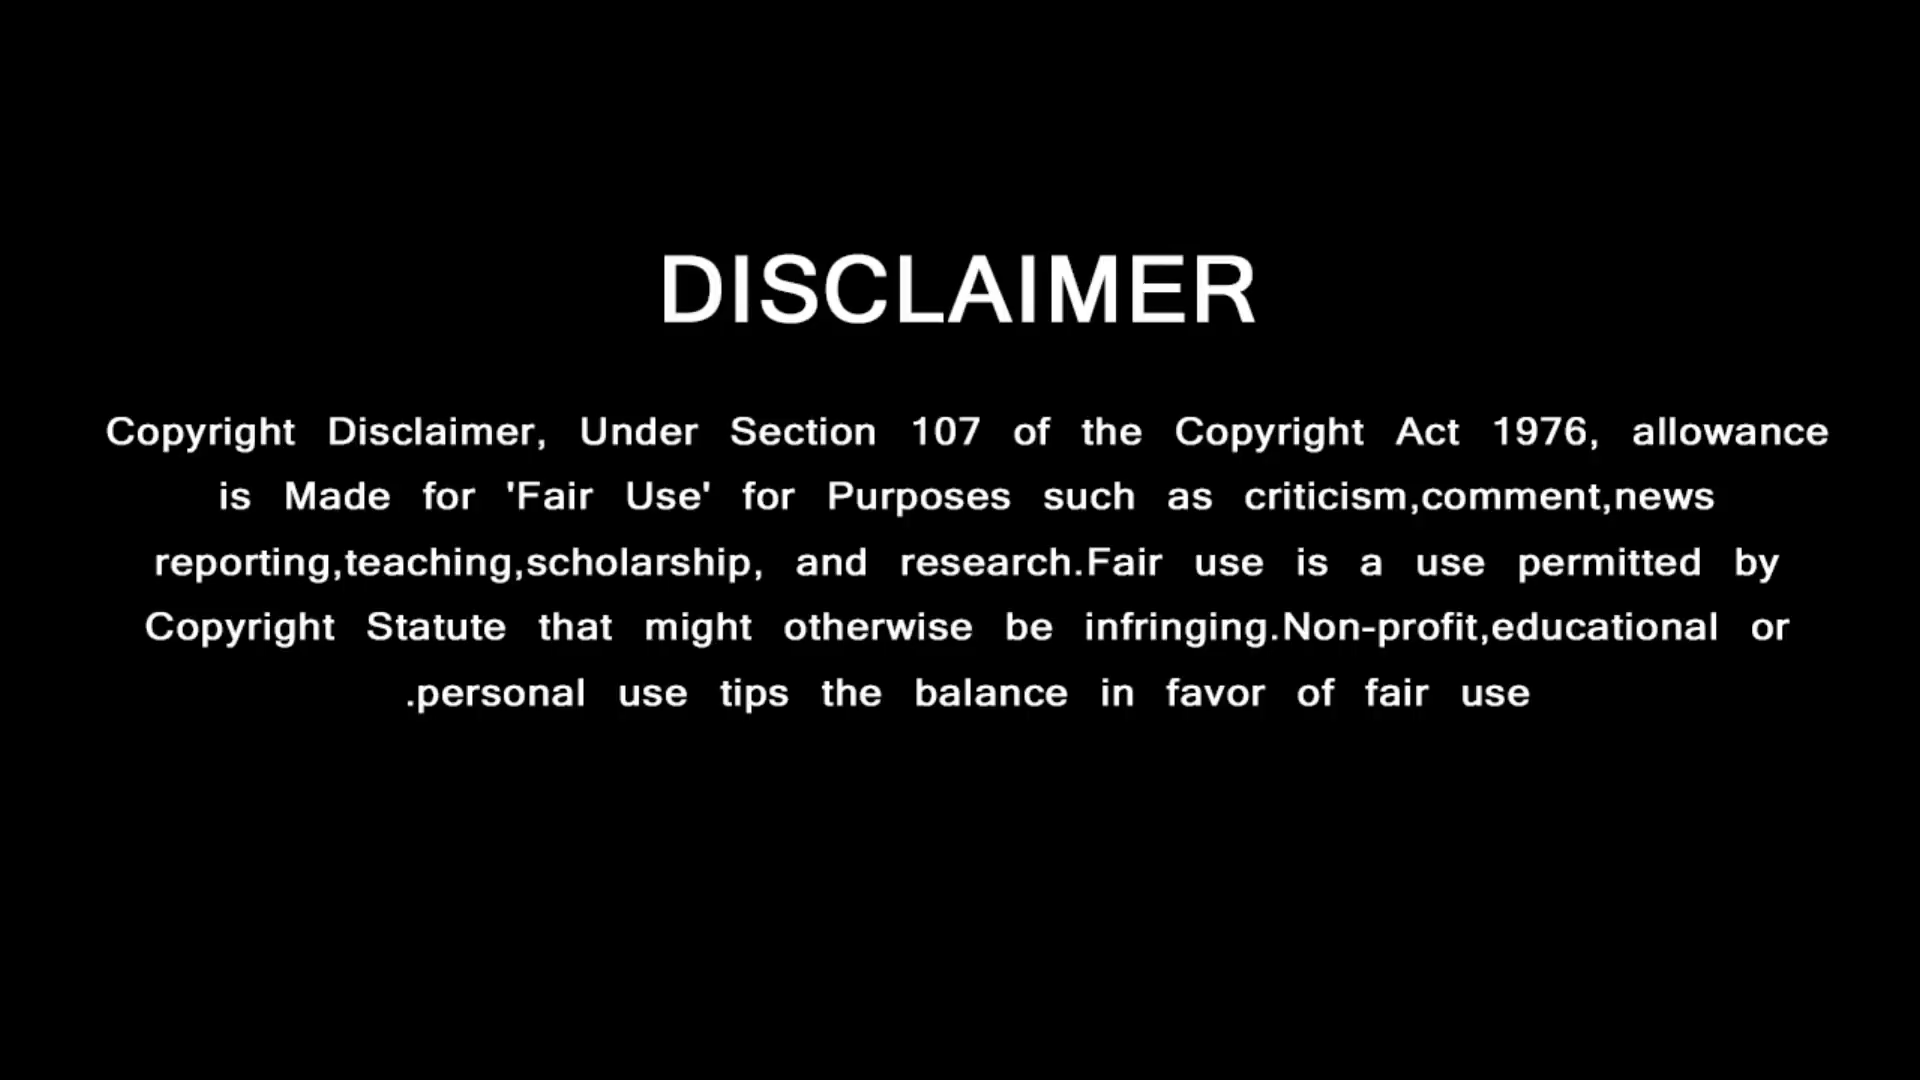 DISCLAIMER
Copyright Disclaimer, Under Section 107 of the Copyright Act 1976, allowance
is Made for 'Fair Use' for Purposes such as criticism,comment,news
reporting,teaching,scholarship, and research.Fair use is a use permitted by
Copyright Statute that might otherwise be infringing.Non-profit,educational or
.personal use tips the balance in favor of fair use